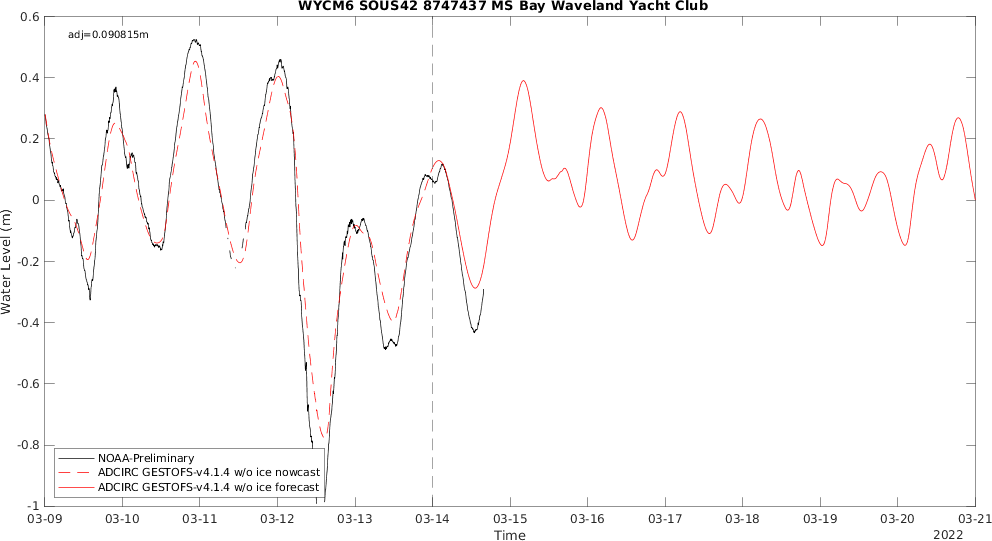 WYCM6 SOUS42 8747437 MS Bay Waveland Yacht Club
adj=0.090815m
0.6
0.4
0.2
0
-0.2
-0.4
-0.6
-0.8
-1
Water Level (m)
NOAA-Preliminary
ADCIRC GESTOFS-v4.1.4 w/o ice nowcast
ADCIRC GESTOFS-v4.1.4 w/o ice forecast
03-09 03-10 03-11 03-12 03-13 03-14 03-15 03-16 03-17 03-18 03-19 03-20 03-21
Time
2022